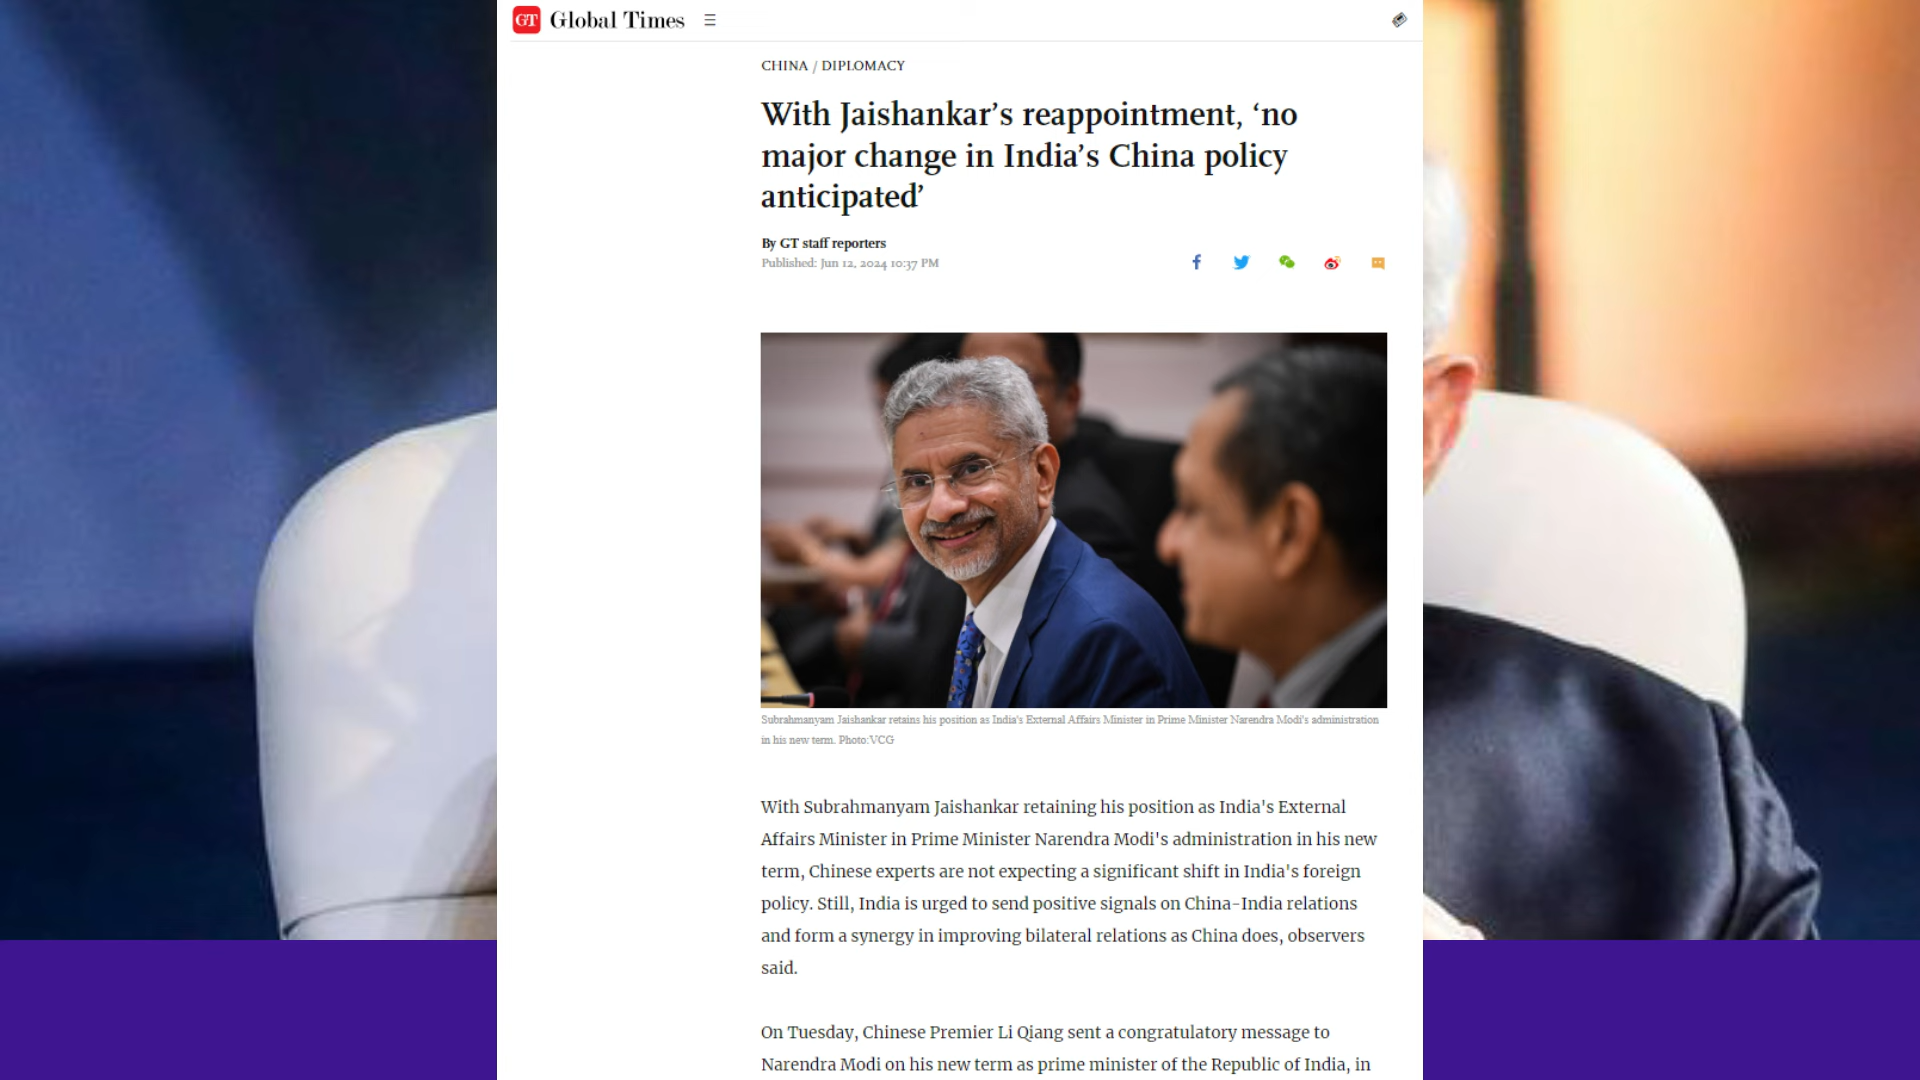 GT Global Times
CHINA / DIPLOMACY
With Jaishankar’s reappointment, ‘no
major change in India’s China policy
anticipated’
By GT staff reporters
Published: Jun 12, 2024 10:37 PM
Subrahmanyam Jaishankar retains his position as India's External Affairs Minister in Prime Minister Narendra Modi's administration
in his new term. Photo:VCG
With Subrahmanyam Jaishankar retaining his position as India's External
Affairs Minister in Prime Minister Narendra Modi's administration in his new
term, Chinese experts are not expecting a significant shift in India's foreign
policy. Still, India is urged to send positive signals on China-India relations
and form a synergy in improving bilateral relations as China does, observers
said.
On Tuesday, Chinese Premier Li Qiang sent a congratulatory message to
Narendra Modi on his new term as prime minister of the Republic of India, in